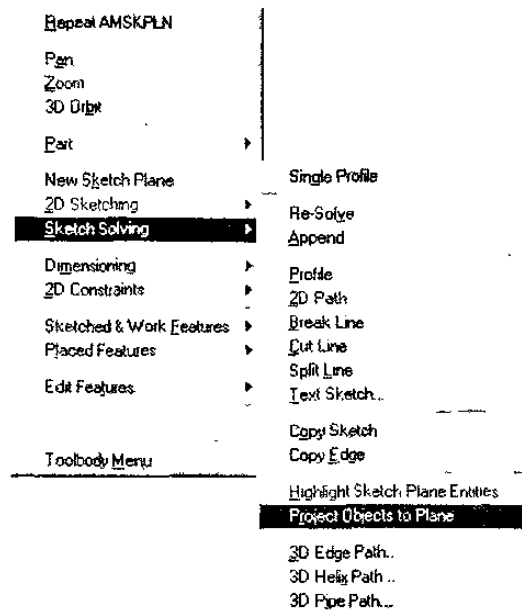 Repeat AMSKPLN
Pan
Zoom
3D Orbit
Part
New Sketch Plane
2D Sketching
Sketch Solving
Dimensioning
2D Constraints
Sketched & Work Features
Placed Features
Edit Features
Toolbody Menu
Single Profile
Re-Solve
Append
Profile
2D Path
Break Line
Cut Line
Split Line
Text Sketch..
Copy Sketch
Copy Edge
Highlight Sketch Plane Entities
Project Objects to Plane
3D Edge Path..
3D Helix Path ..
3D Pipe Path...